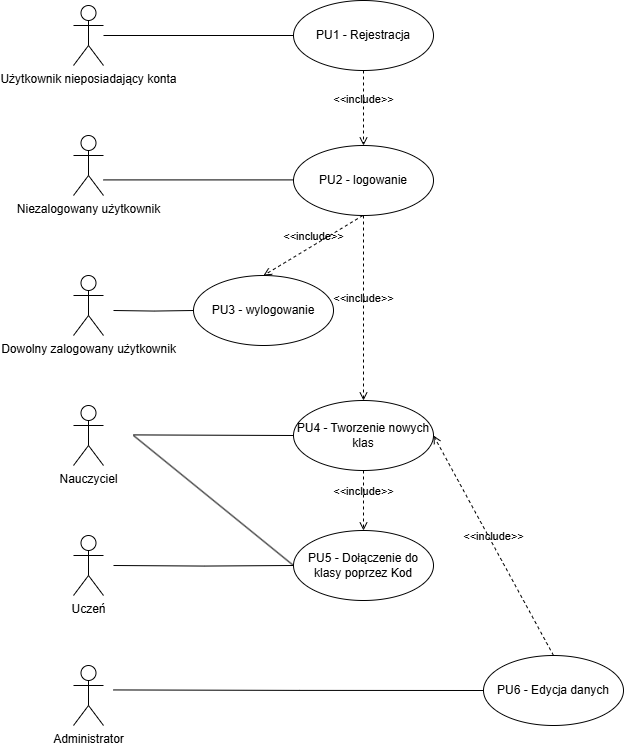 PU1 - Rejestracja
Użytkownik nieposiadający konta
<<include>>
PU2 - logowanie
Niezalogowany użytkownik
<<include>>
<<include>>
PU3 - wylogowanie
Dowolny zalogowany użytkownik
PU4 - Tworzenie nowych
klas
Nauczyciel
<<include>>
<<include>>
PU5 - Dołączenie do
klasy poprzez Kod
Uczeń
PU6 - Edycja danych
Administrator